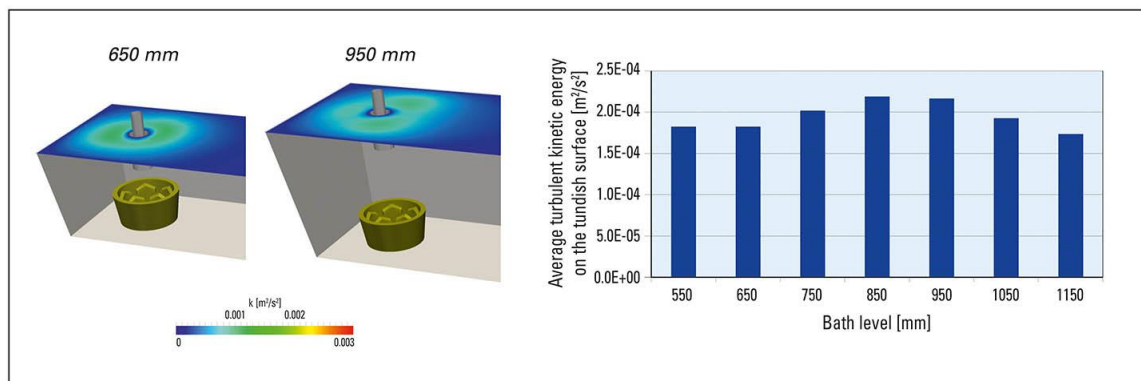 650 mm
950 mm
k [m²/s²]
0.001
0.002
0
0.003
Average turbulent kinetic energy
on the tundish surface [m²/s²]
2.5E-04
2.0E-04
1.5E-04
1.0E-04
5.0E-05
0.0E+00
550
650
750
850
950
1050
1150
Bath level [mm]